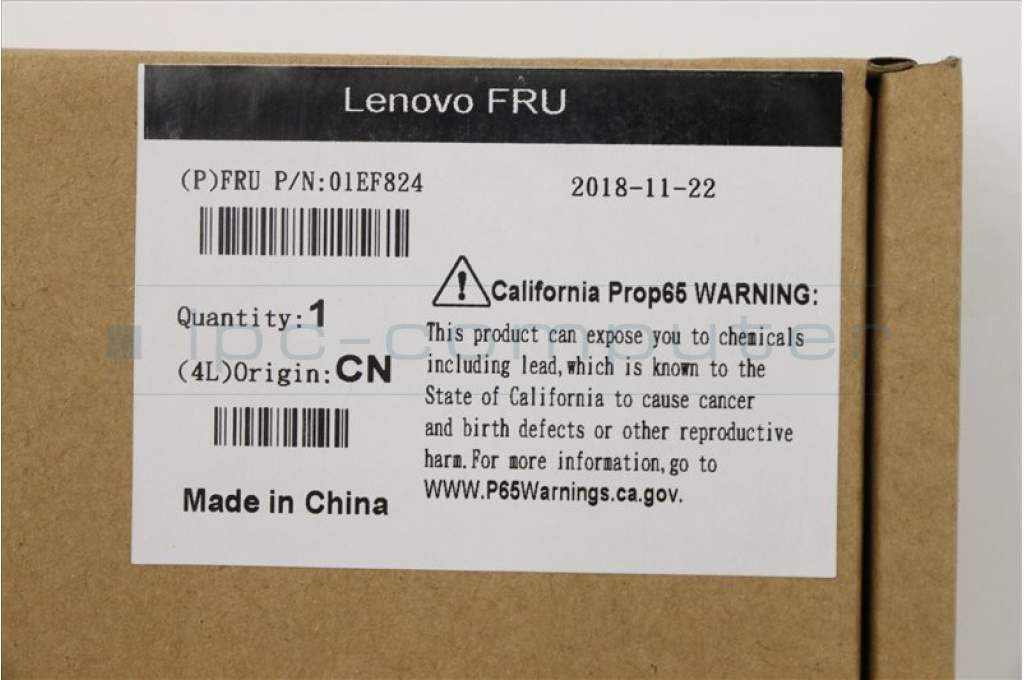 Lenovo FRU
(P)FRU P/N:01EF824
2018-11-22
Quantity:1
(4L)Origin:CN
Made in China
California Prop65 WARNING:
This product can expose you to chemicals
including lead,which is known to the
State of California to cause cancer
and birth defects or other reproductive
harm.For more information,go to
WWW.P65Warnings.ca.gov.
ipc-computer